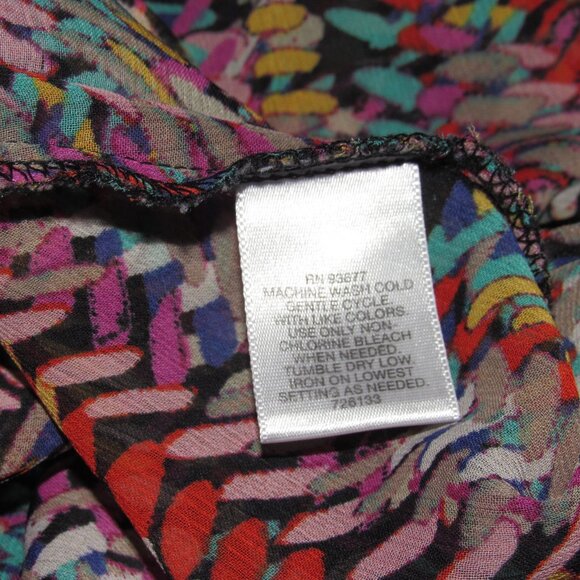 RN 93677
MACHINE WASH COLD
GENTLE CYCLE.
WITH LIKE COLORS.
USE ONLY NON-
CHLORINE BLEACH
WHEN NEEDED.
TUMBLE DRY LOW.
IRON ON LOWEST
SETTING AS NEEDED.
726133